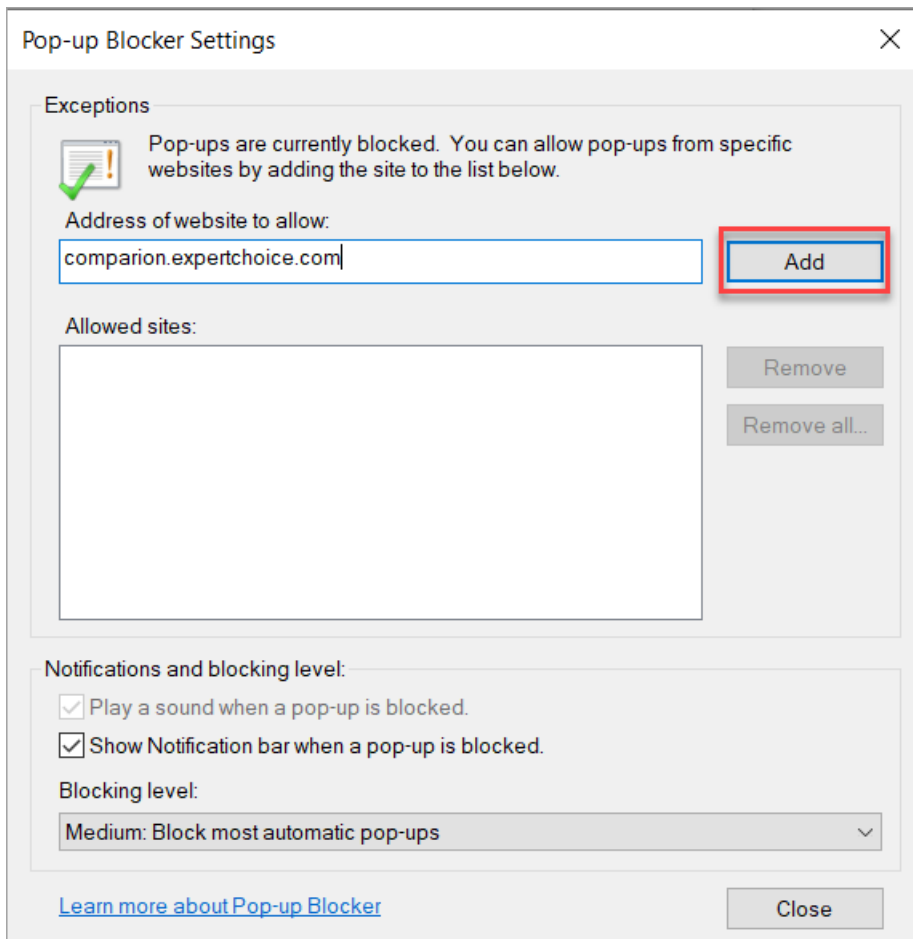 Pop-up Blocker Settings
Exceptions
Pop-ups are currently blocked. You can allow pop-ups from specific
websites by adding the site to the list below.
Address of website to allow:
comparion.expertchoice.com
Add
Allowed sites:
Remove
Remove all...
Notifications and blocking level:
Play a sound when a pop-up is blocked.
Show Notification bar when a pop-up is blocked.
Blocking level:
Medium: Block most automatic pop-ups
Learn more about Pop-up Blocker
Close